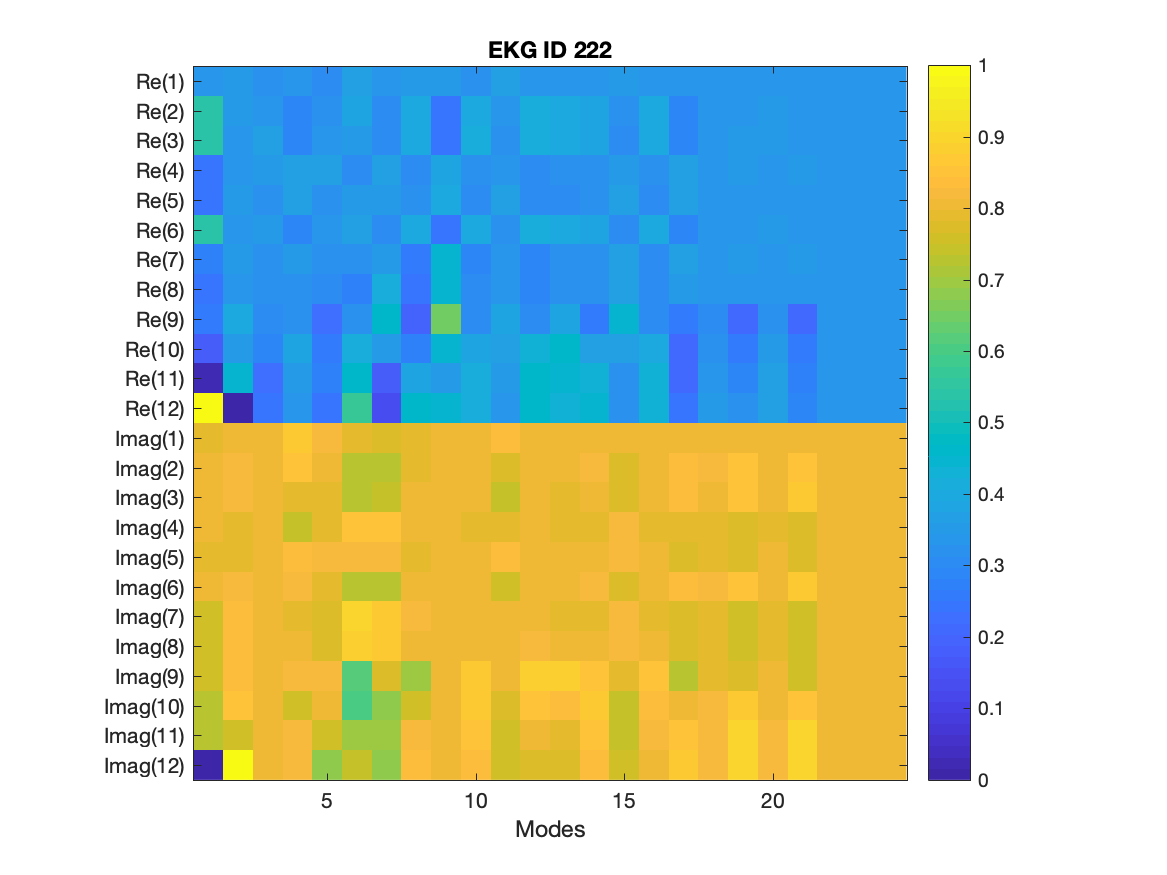 EKG ID 222
Re(1)
Re(2)
Re(3)
Re(4)
Re(5)
Re(6)
Re(7)
Re(8)
Re(9)
Re(10)
Re(11)
Re(12)
Imag(1)
Imag(2)
Imag(3)
Imag(4)
Imag(5)
Imag(6)
Imag(7)
Imag(8)
Imag(9)
Imag(10)
Imag(11)
Imag(12)
5 10 15 20
Modes
1
0.9
0.8
0.7
0.6
0.5
0.4
0.3
0.2
0.1
0